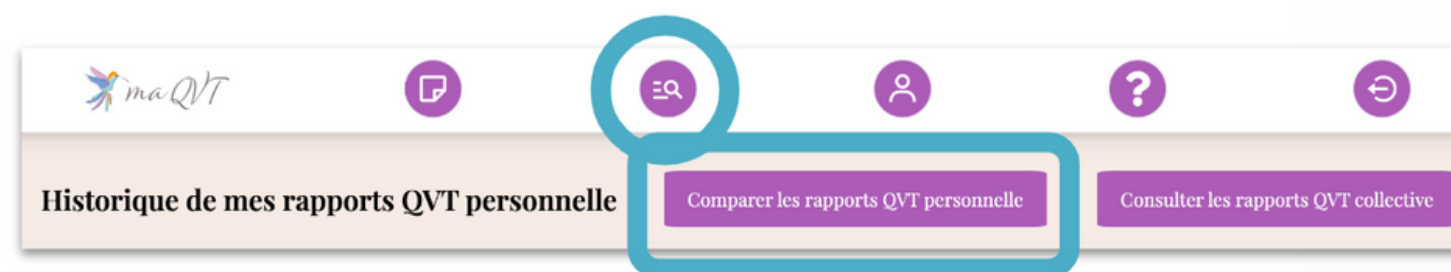 ma QVT
?
Historique de mes rapports QVT personnelle
Comparer les rapports QVT personnelle
Consulter les rapports QVT collective